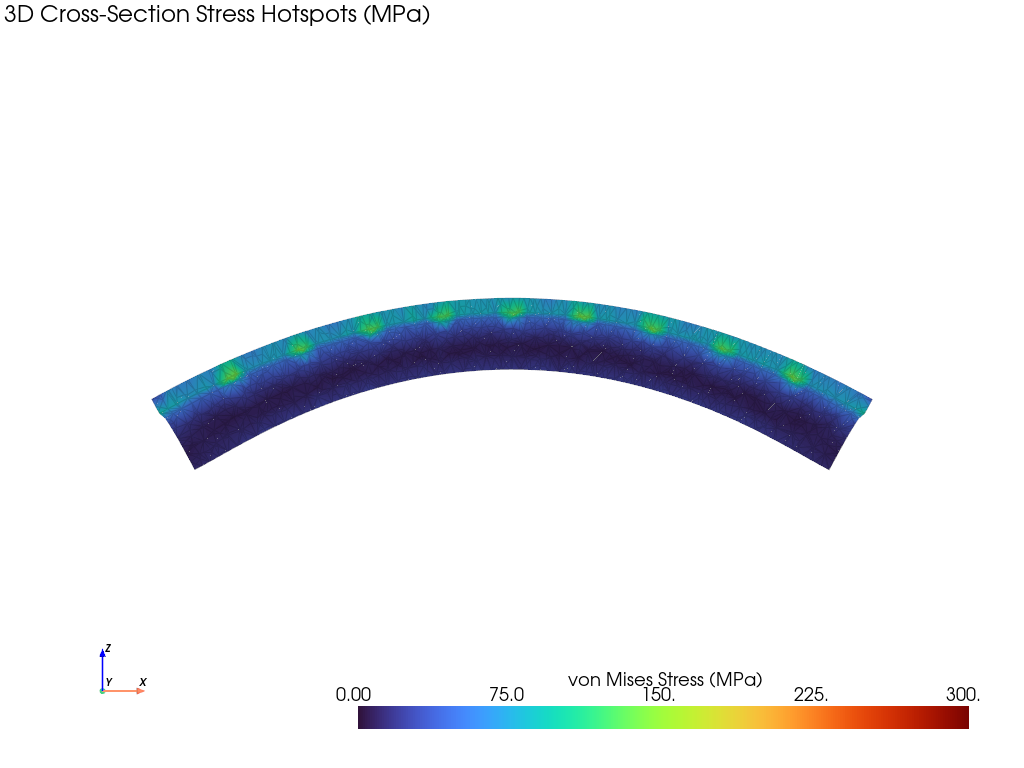 3D Cross-Section Stress Hotspots (MPa)
Z
Y X
von Mises Stress (MPa)
0.00 75.0 150. 225. 300.